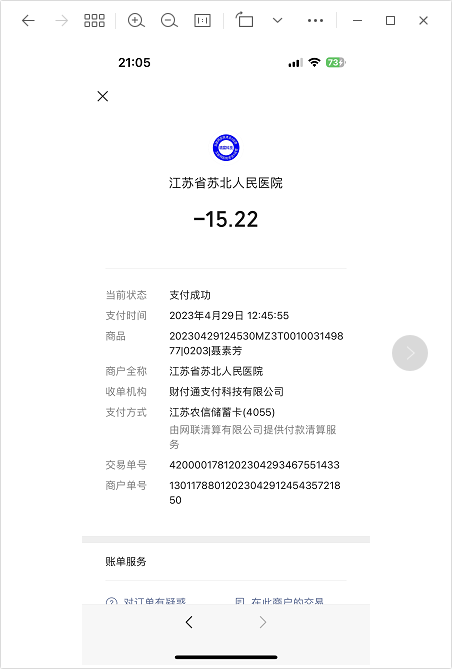 21:05
73
江苏省苏北人民医院
-15.22
当前状态 支付成功
支付时间 2023年4月29日 12:45:55
商品 20230429124530MZ3T0010031498
77|0203|聂素芳
商户全称 江苏省苏北人民医院
收单机构 财付通支付科技有限公司
支付方式 江苏农信储蓄卡(4055)
由网联清算有限公司提供付款清算服
务
交易单号 4200001781202304293467551433
商户单号 13011788012023042912454357218
50
账单服务
对订单有疑惑 在此商户的交易